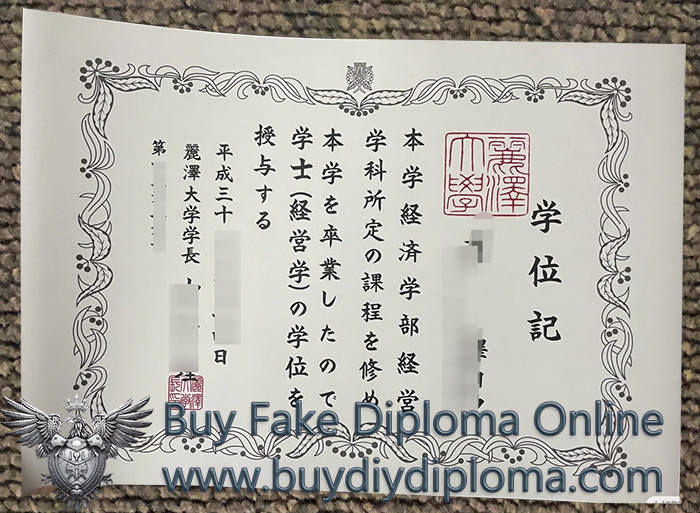 学位記
麗澤大學
本学経済学部経営
学科所定の課程を修め
本学を卒業したので
学士(経営学)の学位を
授与する
平成三十 日
麗澤大学学長
第
Buy Fake Diploma Online
www.buydiydiploma.com